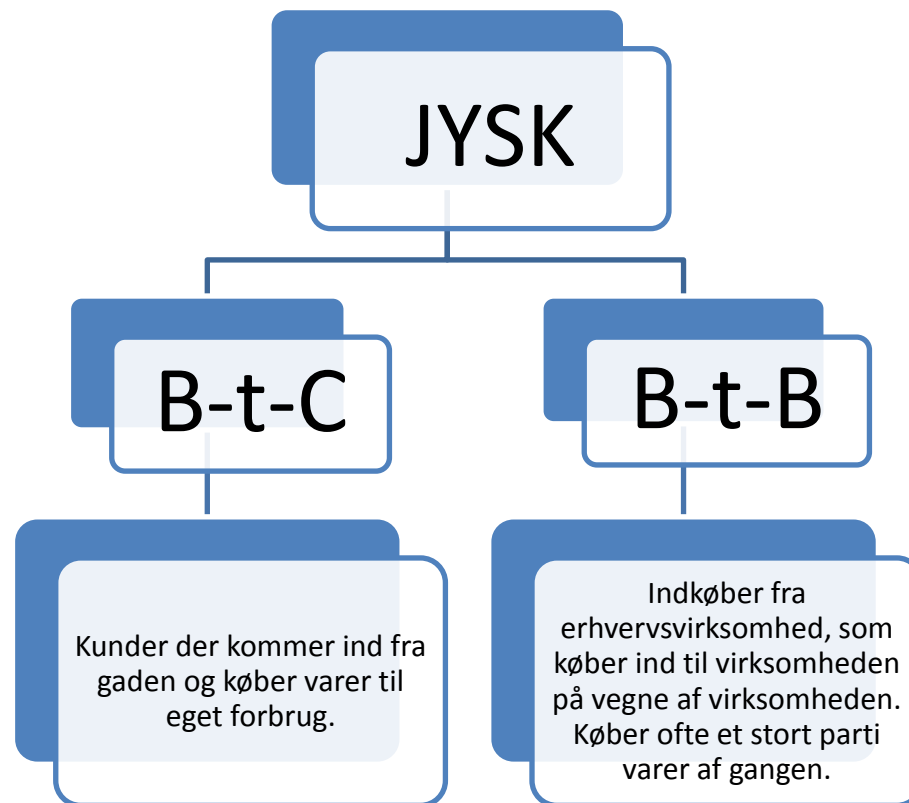 JYSK
B-t-C
B-t-B
Kunder der kommer ind fra
gaden og køber varer til
eget forbrug.
Indkøber fra
erhvervsvirksomhed, som
køber ind til virksomheden
på vegne af virksomheden.
Køber ofte et stort parti
varer af gangen.